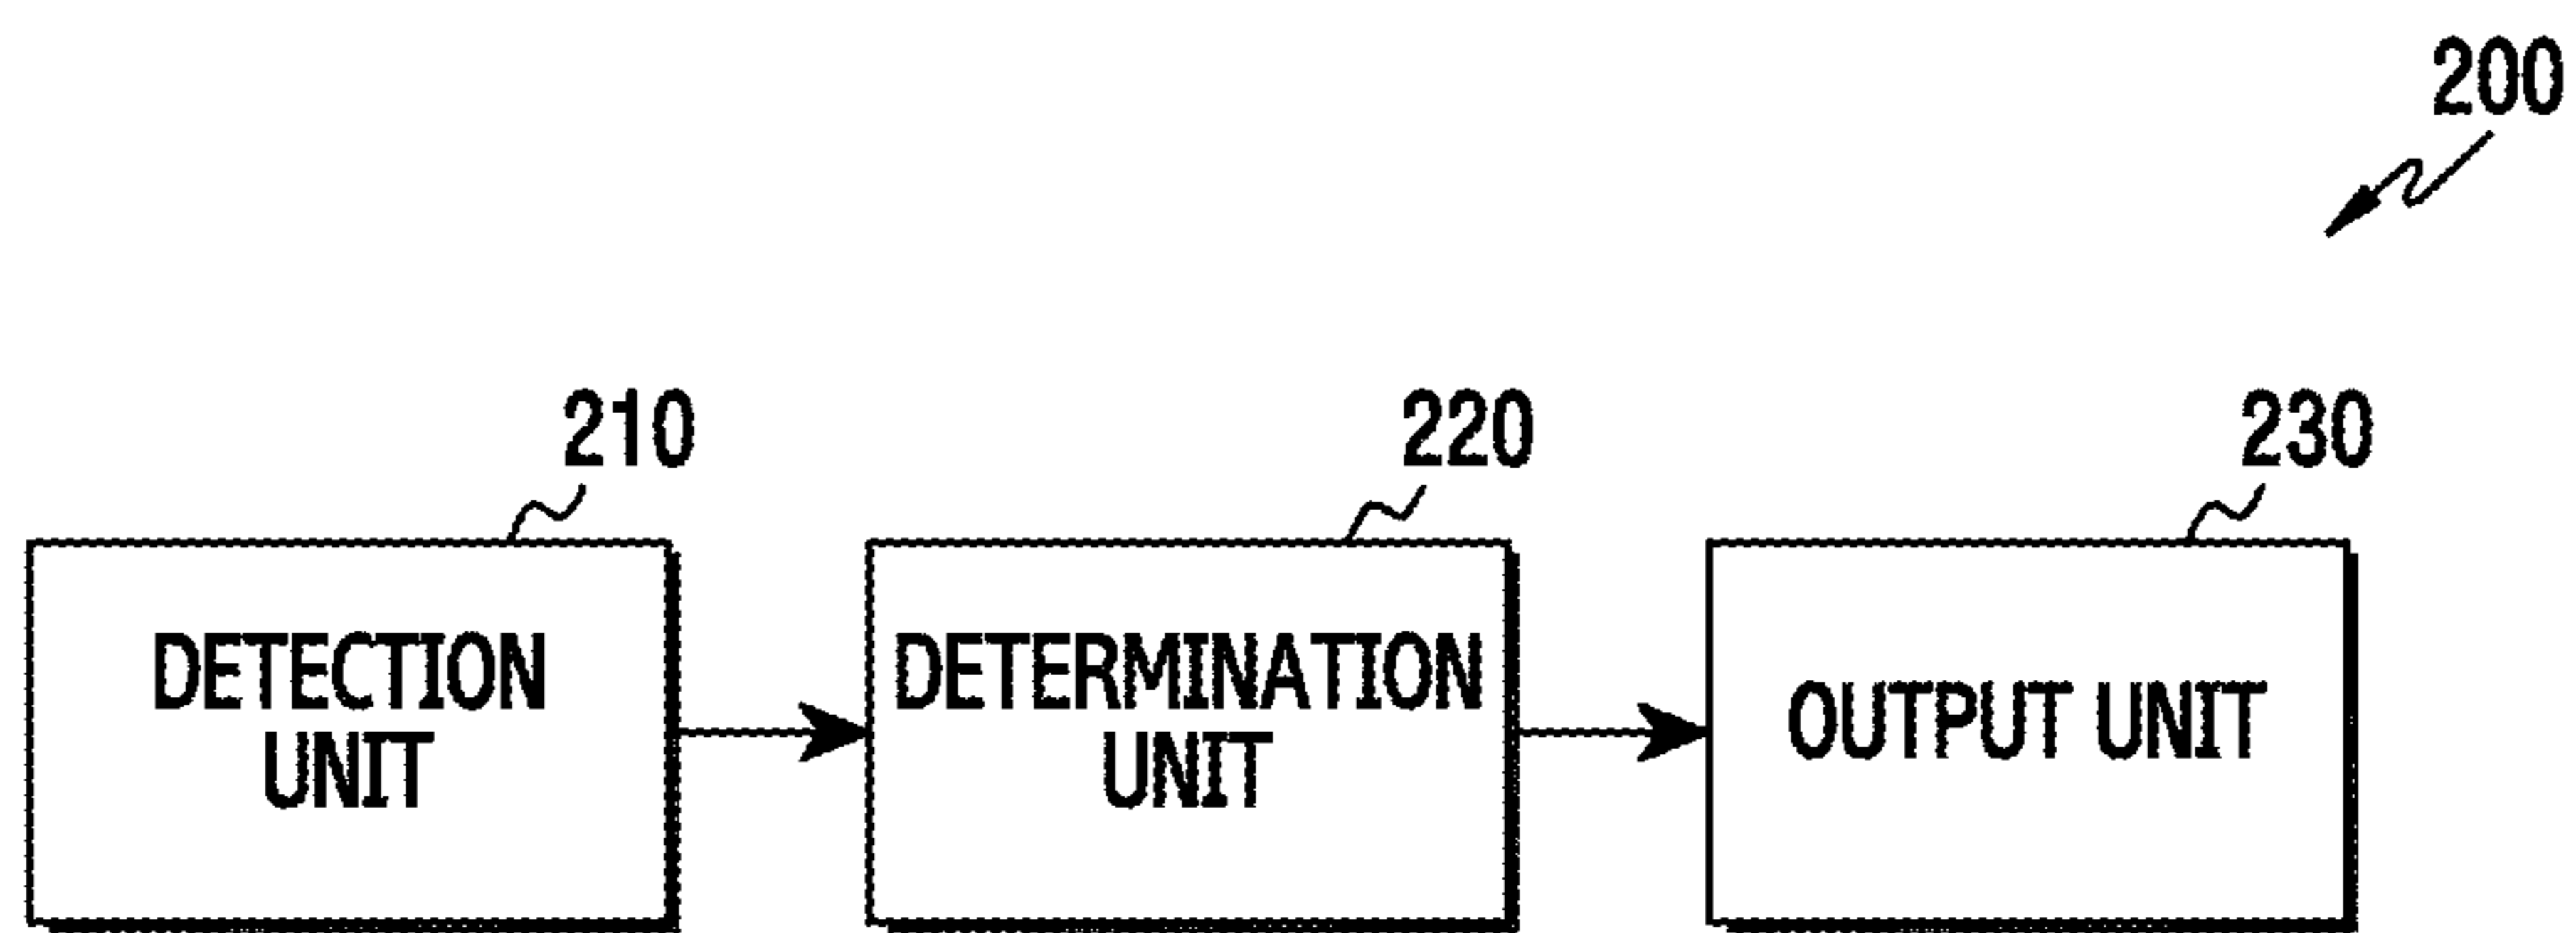 200
210
220
230
DETECTION
UNIT
DETERMINATION
UNIT
OUTPUT UNIT